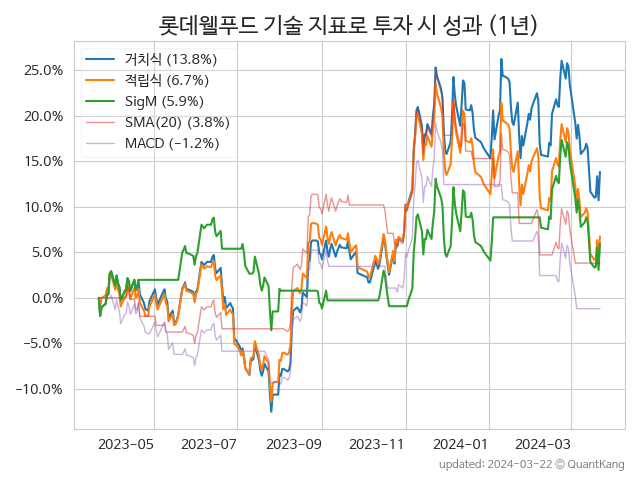 롯데웰푸드 기술 지표로 투자 시 성과 (1년)
거치식 (13.8%)
적립식 (6.7%)
SigM (5.9%)
SMA(20) (3.8%)
MACD (−1.2%)
25.0%
20.0%
15.0%
10.0%
5.0%
0.0%
−5.0%
−10.0%
2023-05 2023-07 2023-09 2023-11 2024-01 2024-03
updated: 2024-03-22 © QuantKang